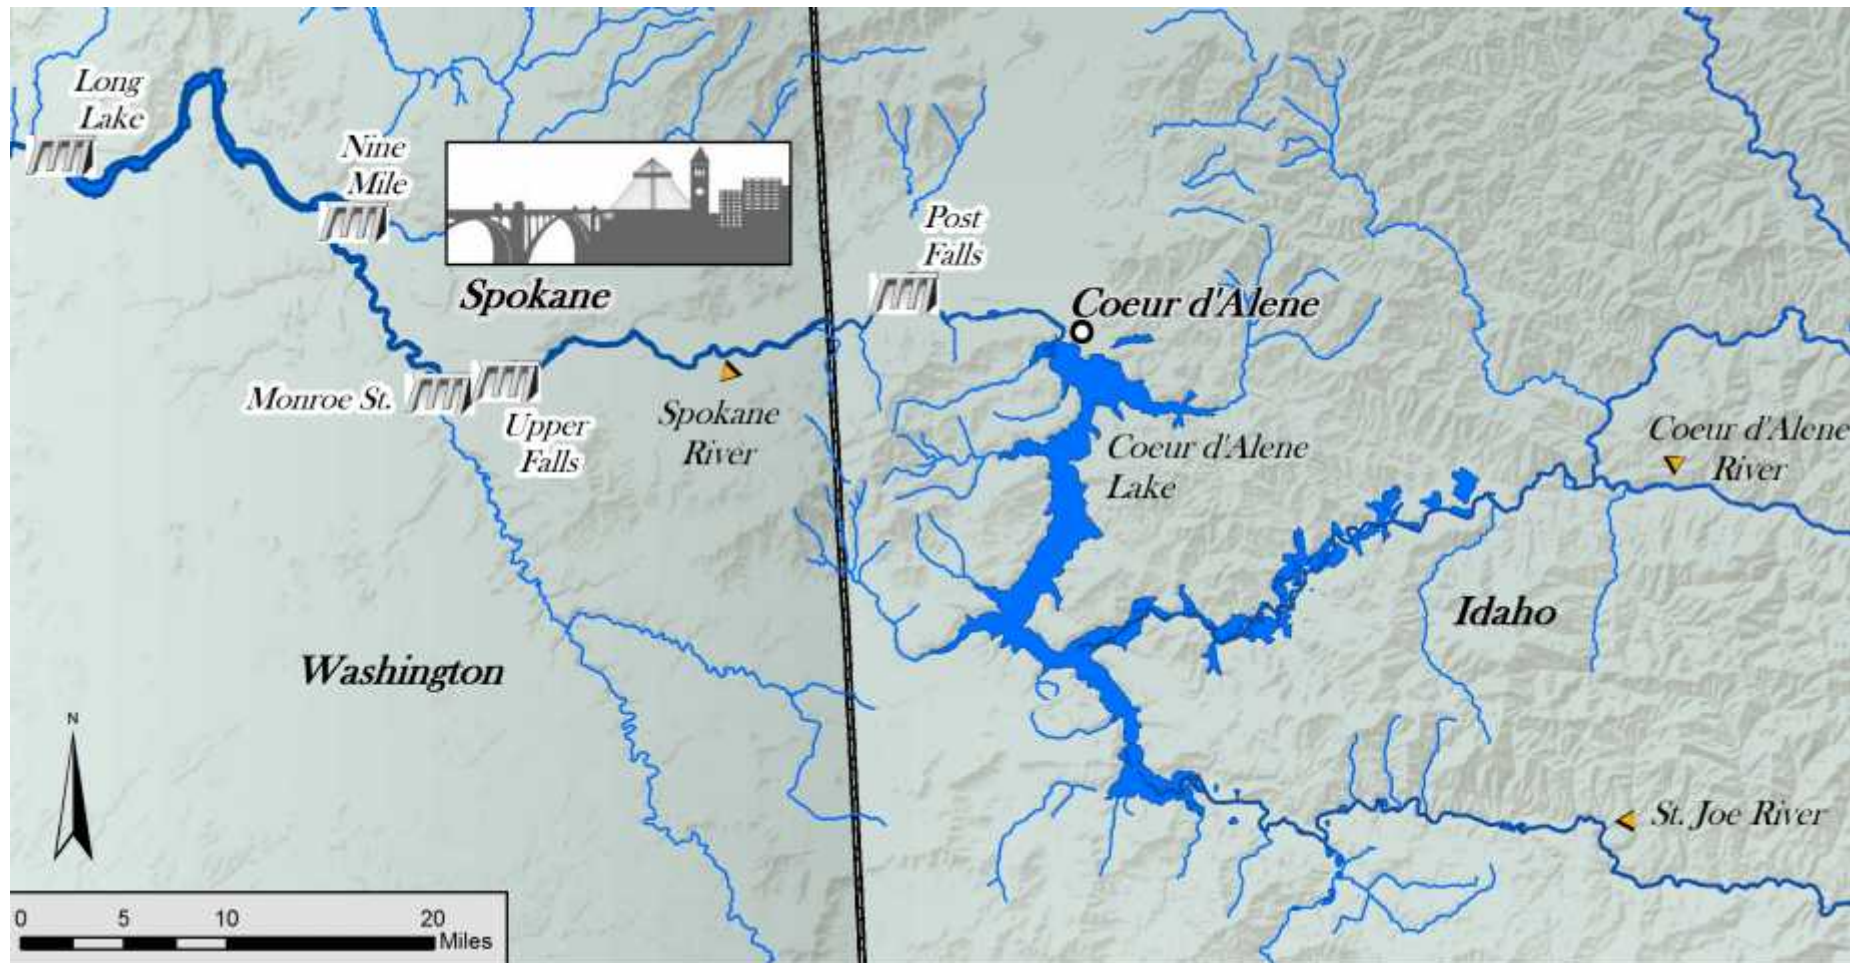 Long
Lake
Nine
Mile
Spokane
Post
Falls
Coeur d'Alene
Monroe St.
Upper
Falls
Spokane
River
Coeur d'Alene
Lake
Coeur d'Alene
River
Idaho
Washington
St. Joe River
N
0 5 10 20
Miles